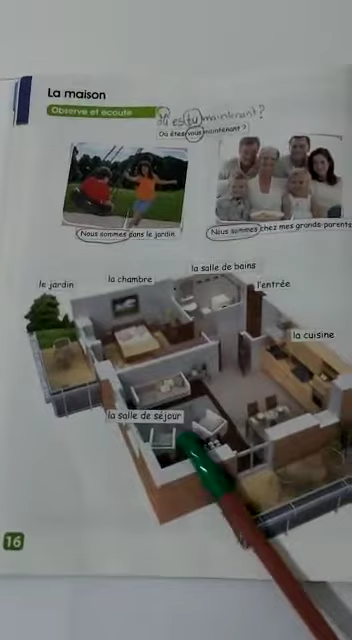 La maison
Observe et écoute
où es tu maintenant?
Où êtes vous maintenant?
Nous sommes dans le jardin.
Nous sommes chez mes grands-parents
la salle de bains
le jardin
la chambre
l'entrée
la cuisine
la salle de séjour
16